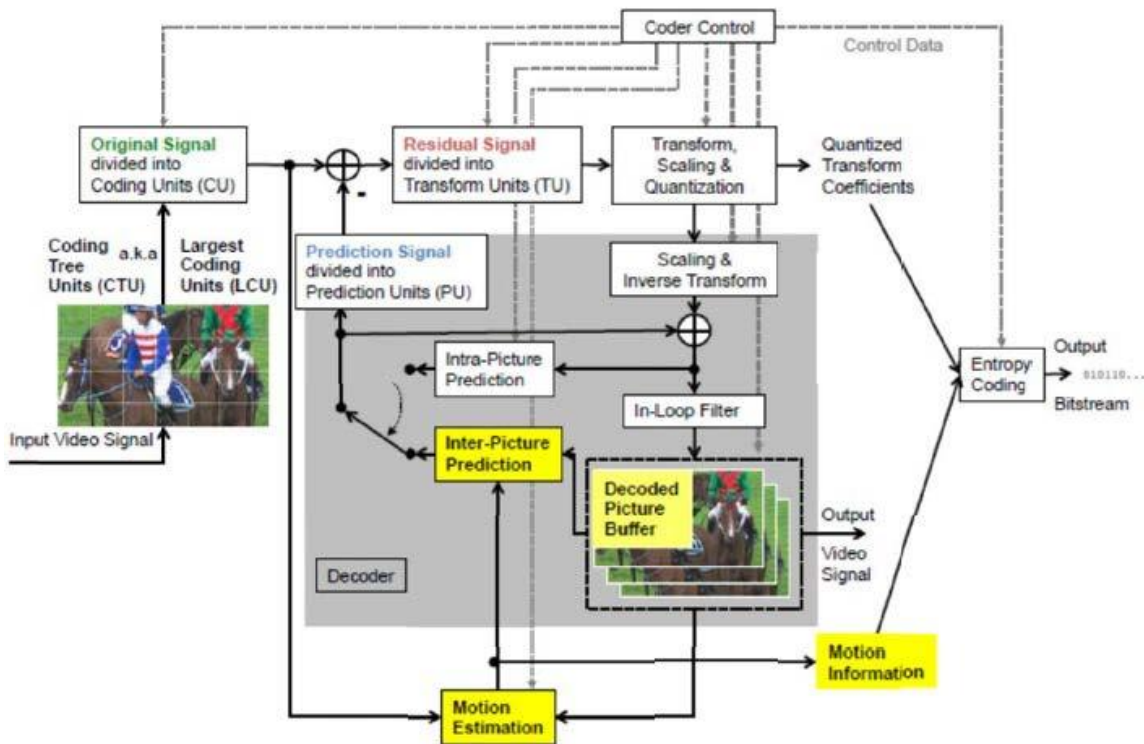 Coder Control
Control Data
Original Signal
divided into
Coding Units (CU)
Residual Signal
divided into
Transform Units (TU)
Transform,
Scaling &
Quantization
Quantized
Transform
Coefficients
-
Coding
Tree
Units (CTU)
a.k.a
Largest
Coding
Units (LCU)
Prediction Signal
divided into
Prediction Units (PU)
Scaling &
Inverse Transform
Intra-Picture
Prediction
In-Loop Filter
Entropy
Coding
Output
010110...
Bitstream
Input Video Signal
Inter-Picture
Prediction
Decoded
Picture
Buffer
Output
Video
Signal
Decoder
Motion
Information
Motion
Estimation